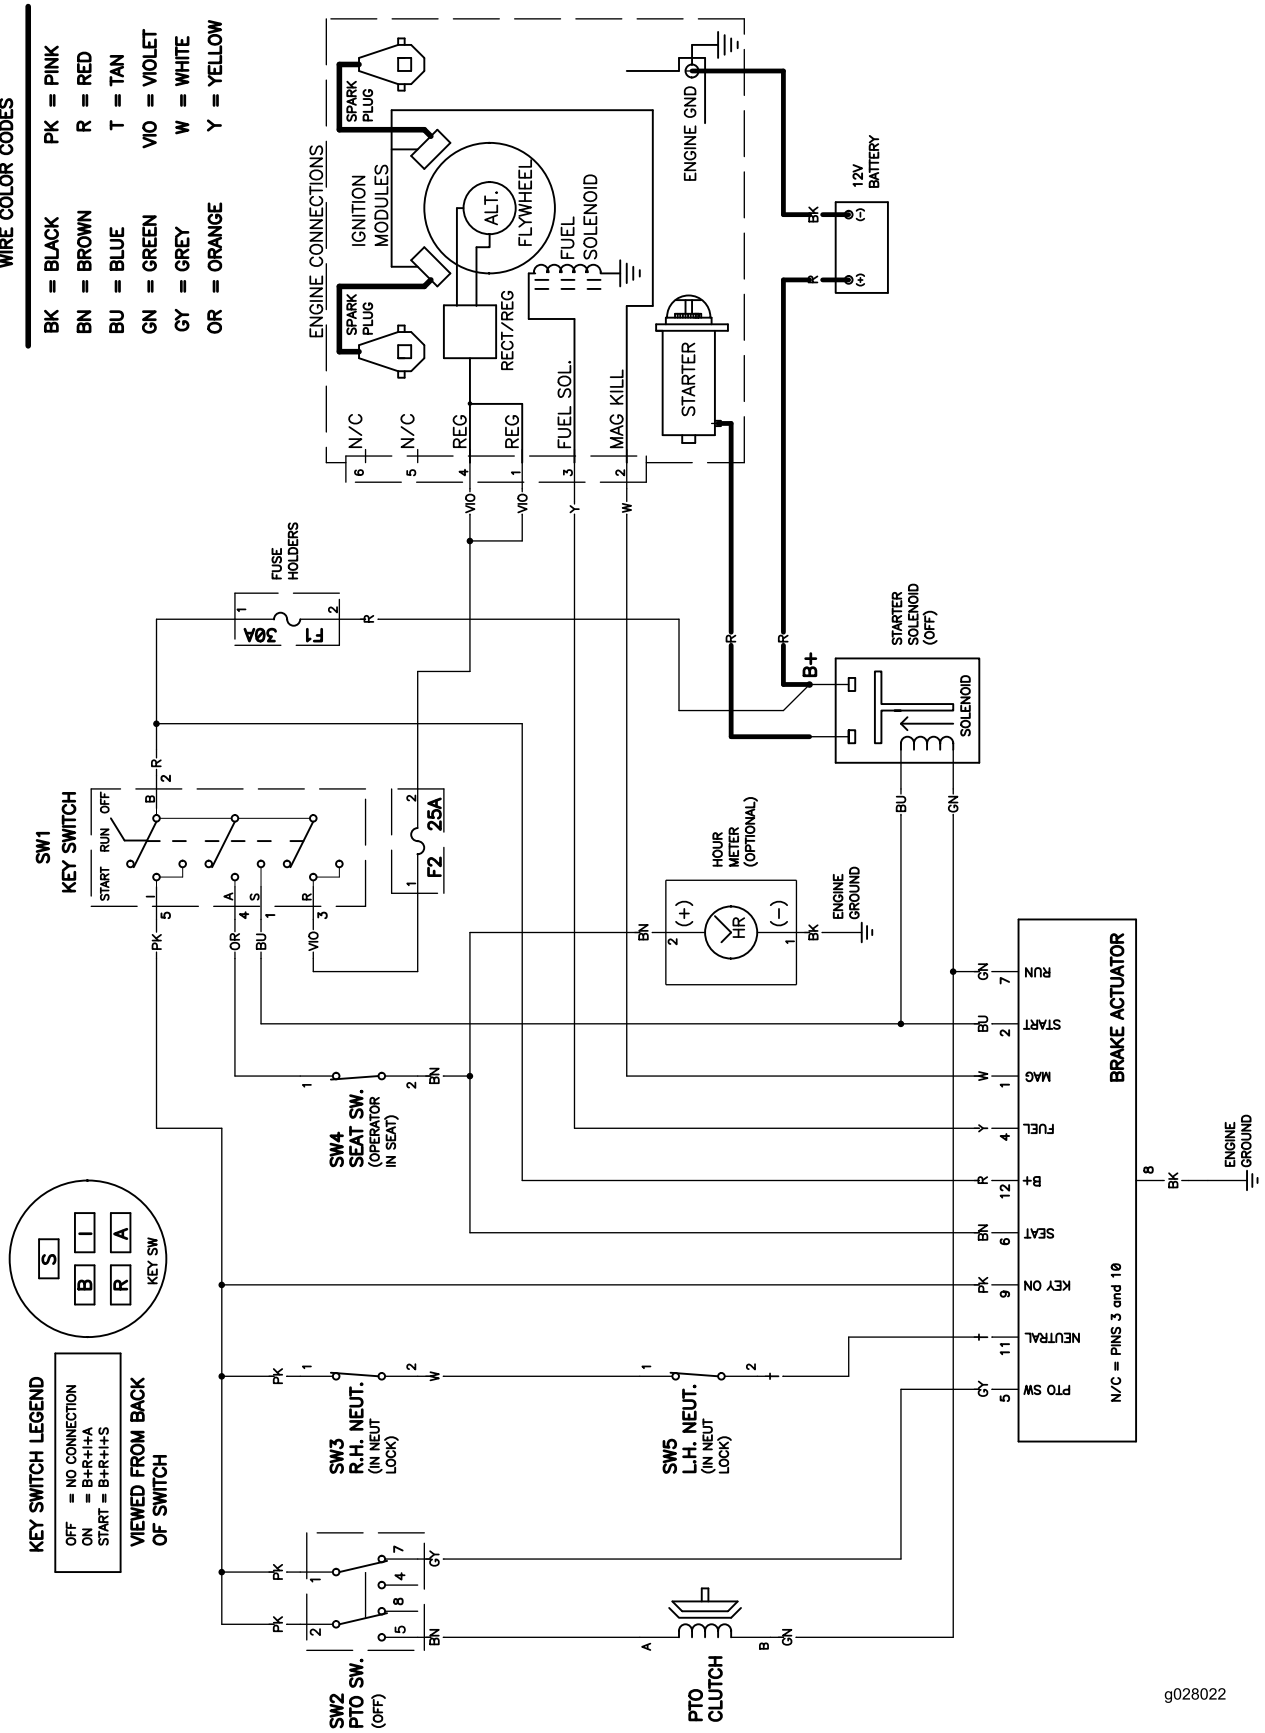 WIRE COLOR CODES
BK = BLACK
BN = BROWN
BU = BLUE
GN = GREEN
GY = GREY
OR = ORANGE
PK = PINK
R = RED
T = TAN
VIO = VIOLET
W = WHITE
Y = YELLOW
ENGINE CONNECTIONS
SPARK
PLUG
SPARK
PLUG
IGNITION
MODULES
ALT.
FLYWHEEL
FUEL
SOLENOID
RECT/REG
ENGINE GND
N/C
N/C
REG
REG
FUEL SOL.
MAG KILL
6
5
4
1
3
2
VIO
VIO
Y
W
STARTER
12V
BATTERY
BK
(-)
R
(+)
FUSE
HOLDERS
1
2
30A
F1
R
R
R
B+
STARTER
SOLENOID
(OFF)
SOLENOID
BU
GN
SW1
KEY SWITCH
START RUN OFF
B
R
2
I
A
S
R
5
4
1
3
PK
OR
BU
VIO
2
1
F2 25A
HOUR
METER
(OPTIONAL)
BN
2
(+)
HR
(-)
1
BK
ENGINE
GROUND
1
2
BN
SW4
SEAT SW.
(OPERATOR
IN SEAT)
S
B
I
R
A
KEY SW
KEY SWITCH LEGEND
OFF = NO CONNECTION
ON = B+R+I+A
START = B+R+I+S
VIEWED FROM BACK
OF SWITCH
PK
1
2
W
SW3
R.H. NEUT.
(IN NEUT
LOCK)
1
2
T
SW5
L.H. NEUT.
(IN NEUT
LOCK)
PK
1
7
4
GY
PK
2
8
5
BN
SW2
PTO SW.
(OFF)
A
B
GN
PTO
CLUTCH
BRAKE ACTUATOR
GN
7
RUN
BU
2
START
W
1
MAG
Y
4
FUEL
R
12
B+
BN
6
SEAT
PK
9
KEY ON
T
11
NEUTRAL
GY
5
PTO SW
N/C = PINS 3 and 10
8
BK
ENGINE
GROUND
g028022